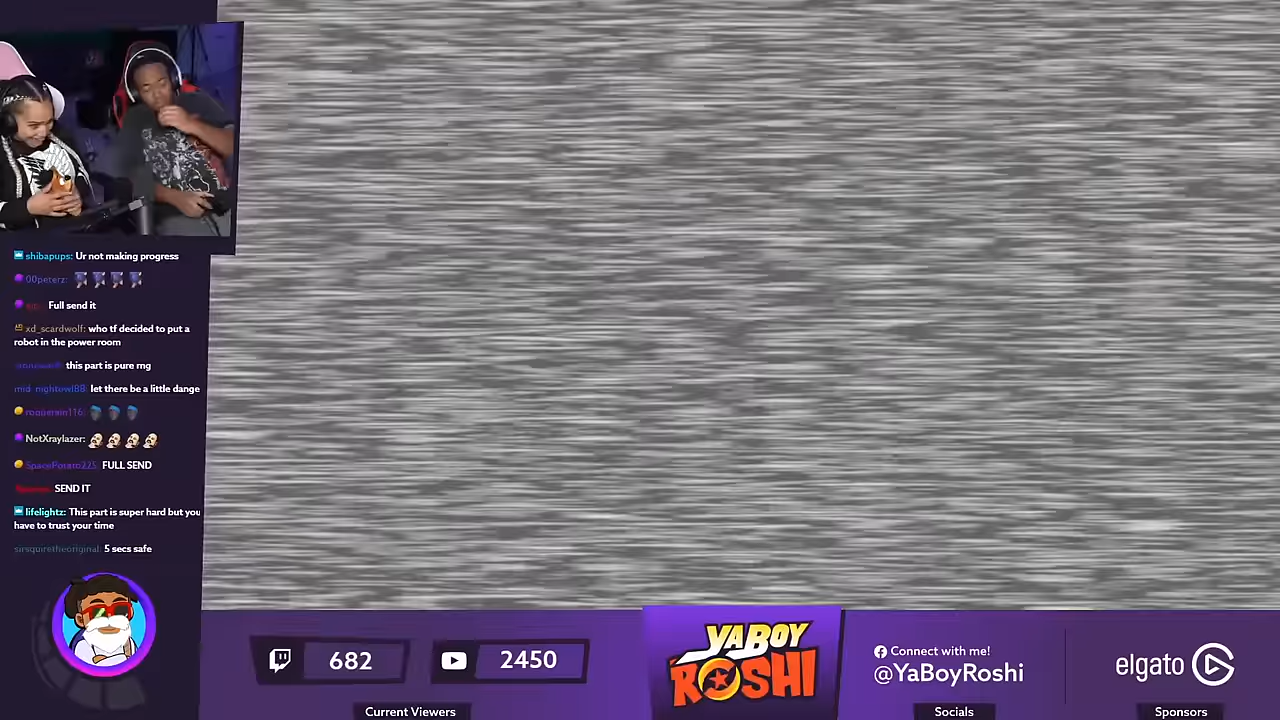 shibapups: Ur not making progress
00peterz:
Full send it
xd_scardwolf: who tf decided to put a
robot in the power room
this part is pure rng
mid_nightowl88: let there be a little dange
NotXraylazer:
SpacePotato225: FULL SEND
SEND IT
lifelightz: This part is super hard but you
have to trust your time
sirsquiretheoriginal: 5 secs safe
682
2450
Current Viewers
YABOY
ROSHI
Connect with me!
@YaBoyRoshi
Socials
elgato
Sponsors